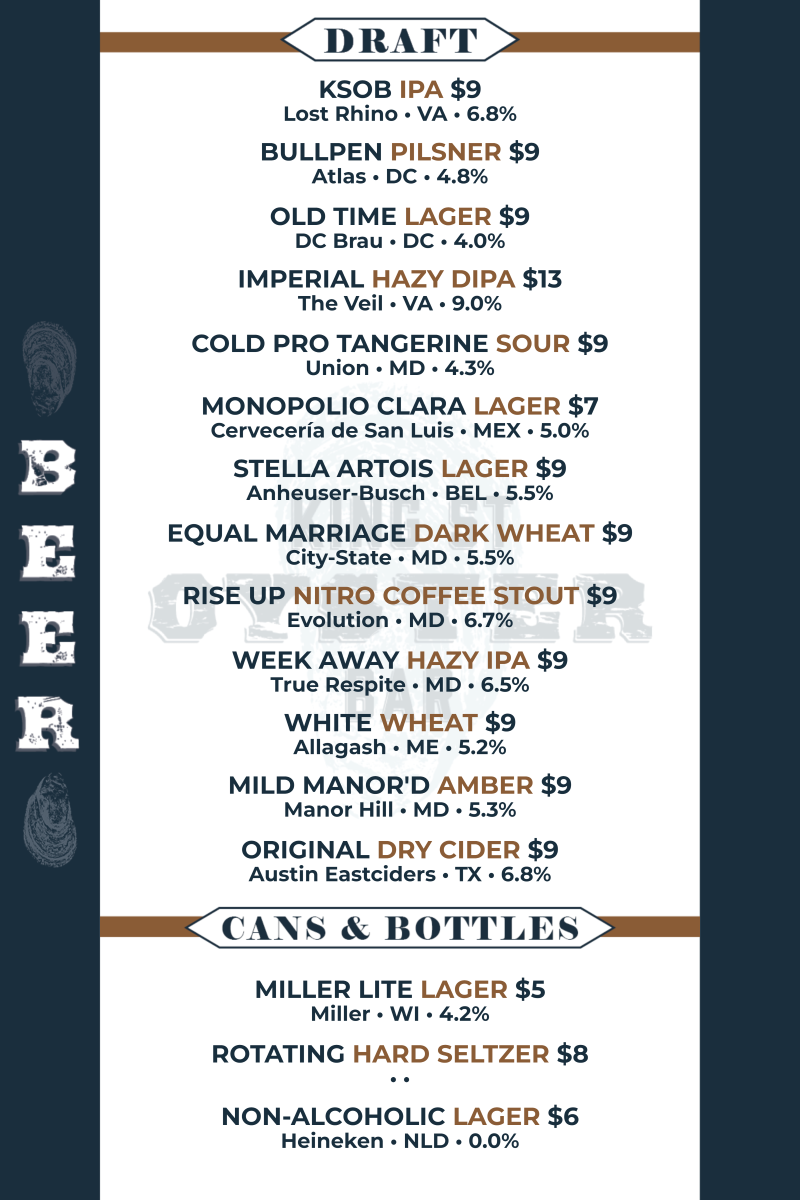 DRAFT
KSOB IPA $9
Lost Rhino • VA • 6.8%
BULLPEN PILSNER $9
Atlas • DC • 4.8%
OLD TIME LAGER $9
DC Brau • DC • 4.0%
IMPERIAL HAZY DIPA $13
The Veil • VA • 9.0%
COLD PRO TANGERINE SOUR $9
Union • MD • 4.3%
MONOPOLIO CLARA LAGER $7
Cervecería de San Luis • MEX • 5.0%
STELLA ARTOIS LAGER $9
Anheuser-Busch • BEL • 5.5%
EQUAL MARRIAGE DARK WHEAT $9
City-State • MD • 5.5%
RISE UP NITRO COFFEE STOUT $9
Evolution • MD • 6.7%
WEEK AWAY HAZY IPA $9
True Respite • MD • 6.5%
WHITE WHEAT $9
Allagash • ME • 5.2%
MILD MANOR'D AMBER $9
Manor Hill • MD • 5.3%
ORIGINAL DRY CIDER $9
Austin Eastciders • TX • 6.8%
CANS & BOTTLES
MILLER LITE LAGER $5
Miller • WI • 4.2%
ROTATING HARD SELTZER $8
• •
NON-ALCOHOLIC LAGER $6
Heineken • NLD • 0.0%
BEER
KING ST
OYSTER
BAR